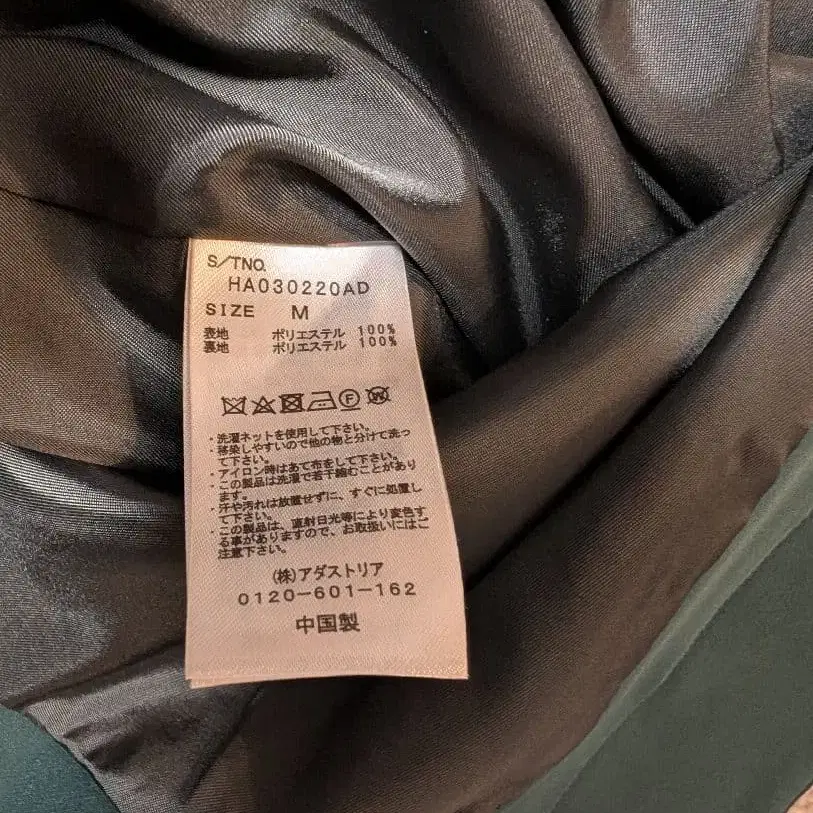 S/TNO.
HA030220AD
SIZE M
表地 ポリエステル 100%
裏地 ポリエステル 100%
F W
・洗濯ネットを使用して下さい。
・移染しやすいので他の物と分けて洗っ
て下さい。
・アイロン時はあて布をして下さい。
・この製品は洗濯で若干縮むことがあり
ます。
・汗や汚れは放置せずに、すぐに処置し
て下さい。
・この製品は、直射日光等により変色す
る事がありますので、お取扱いにはご
注意下さい。
(株)アダストリア
0120-601-162
中国製